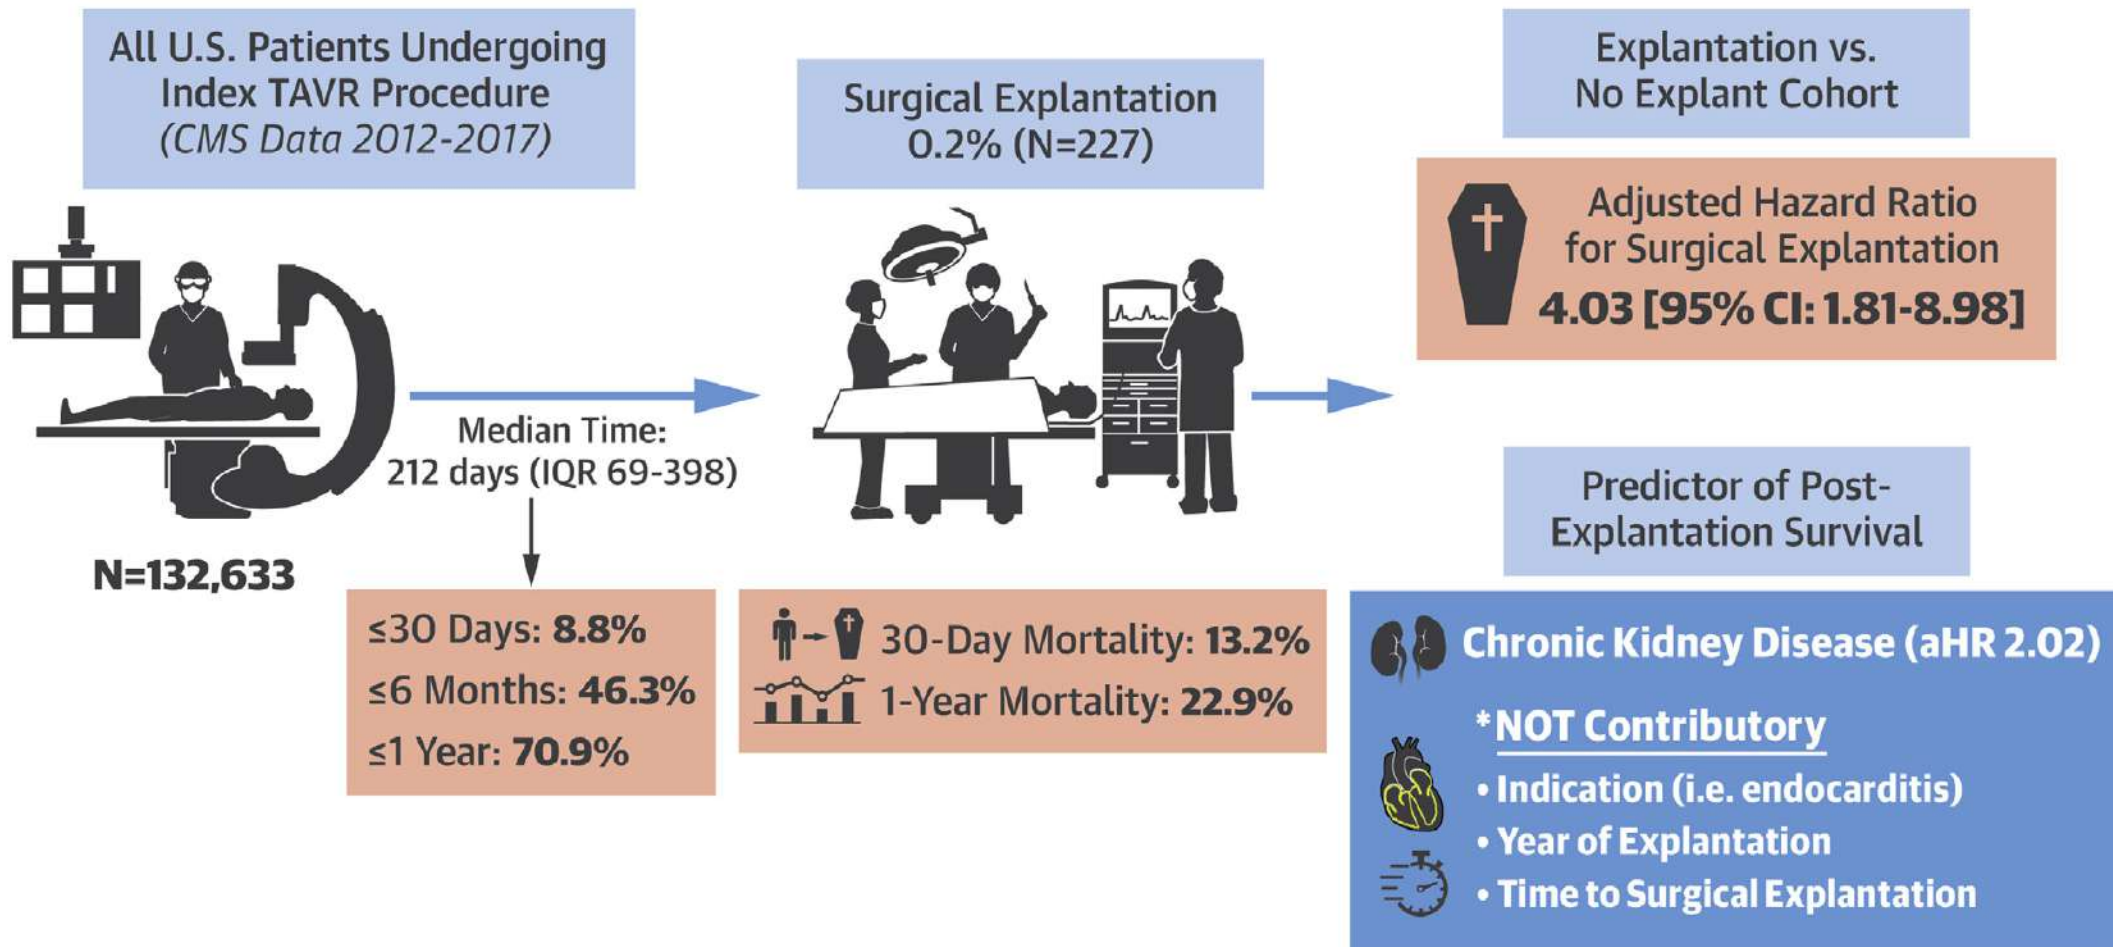 All U.S. Patients Undergoing
Index TAVR Procedure
(CMS Data 2012-2017)
N=132,633
Median Time:
212 days (IQR 69-398)
≤30 Days: 8.8%
≤6 Months: 46.3%
≤1 Year: 70.9%
Surgical Explantation
0.2% (N=227)
30-Day Mortality: 13.2%
1-Year Mortality: 22.9%
Explantation vs.
No Explant Cohort
Adjusted Hazard Ratio
for Surgical Explantation
4.03 [95% CI: 1.81-8.98]
Predictor of Post-
Explantation Survival
Chronic Kidney Disease (aHR 2.02)
*NOT Contributory
• Indication (i.e. endocarditis)
• Year of Explantation
• Time to Surgical Explantation